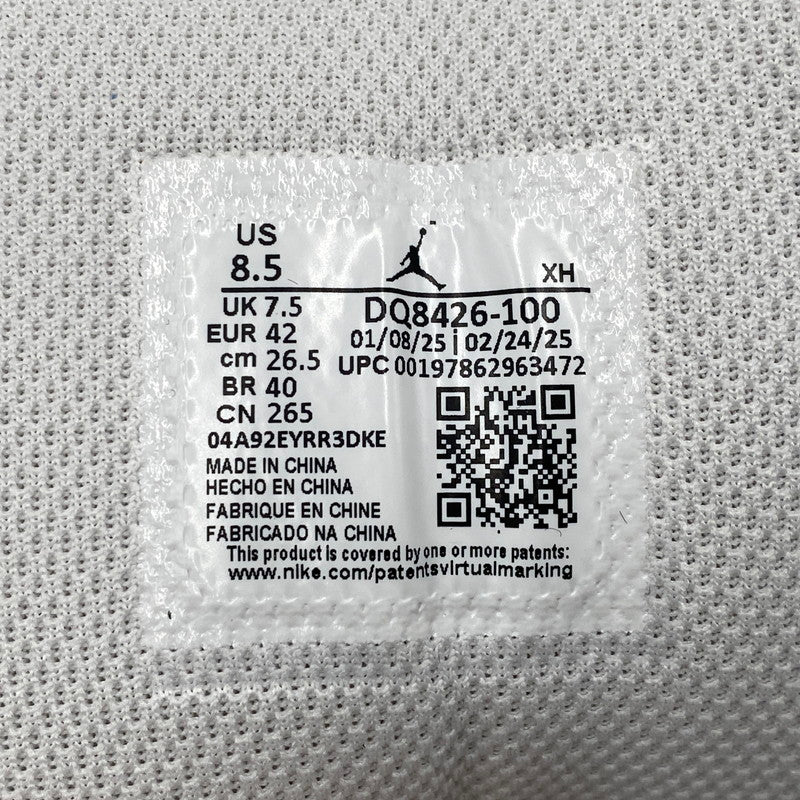 US
8.5
XH
UK 7.5
EUR 42
cm 26.5
BR 40
CN 265
DQ8426-100
01/08/25 | 02/24/25
UPC 00197862963472
04A92EYRR3DKE
MADE IN CHINA
HECHO EN CHINA
FABRIQUE EN CHINE
FABRICADO NA CHINA
This product is covered by one or more patents:
www.nike.com/patentsvirtualmarking